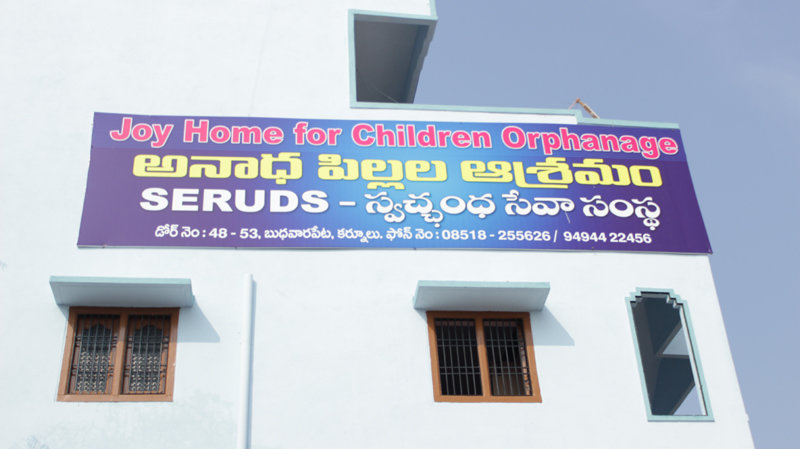 Joy Home for Children Orphanage
అనాధ పిల్లల ఆశ్రమం
SERUDS – స్వచ్చంధ సేవా సంస్థ
డోర్ నెం : 48 - 53, బుధవారపేట, కర్నూలు. ఫోన్ నెం : 08518 - 255626 / 94944 22456